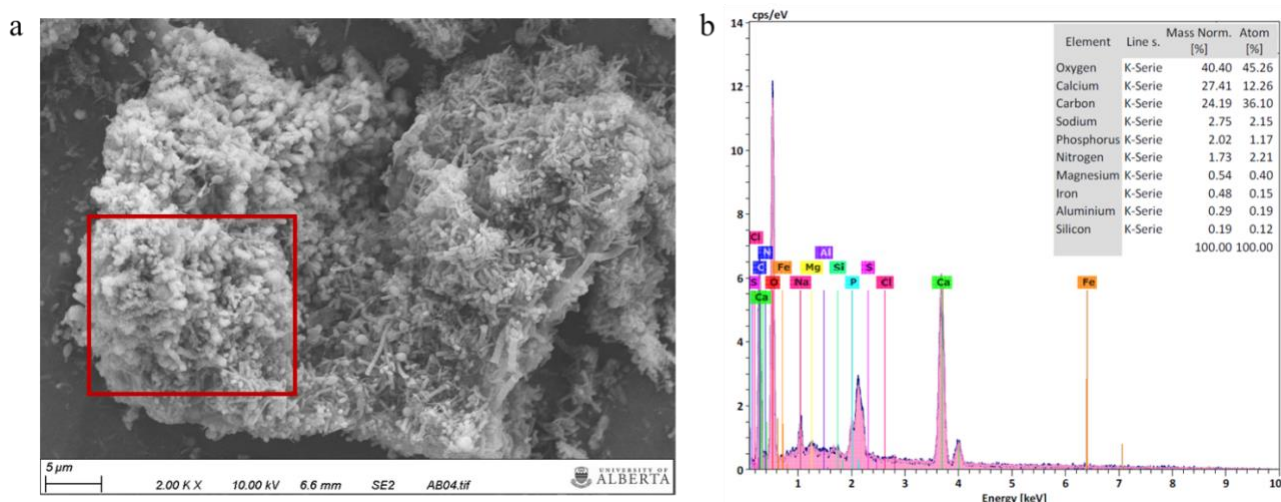 a
5 µm
2.00 K X 10.00 kV 6.6 mm SE2 AB04.tif
UNIVERSITY OF
ALBERTA
b
cps/eV
14
12
10
8
6
4
2
0
Element Line s. Mass Norm. [%] Atom [%]
Oxygen K-Serie 40.40 45.26
Calcium K-Serie 27.41 12.26
Carbon K-Serie 24.19 36.10
Sodium K-Serie 2.75 2.15
Phosphorus K-Serie 2.02 1.17
Nitrogen K-Serie 1.73 2.21
Magnesium K-Serie 0.54 0.40
Iron K-Serie 0.48 0.15
Aluminium K-Serie 0.29 0.19
Silicon K-Serie 0.19 0.12
100.00 100.00
Cl
N Al
C Fe Mg Si S
S O Na P Cl Ca Fe
Ca
1 2 3 4 5 6 7 8 9 10
Energy [keV]